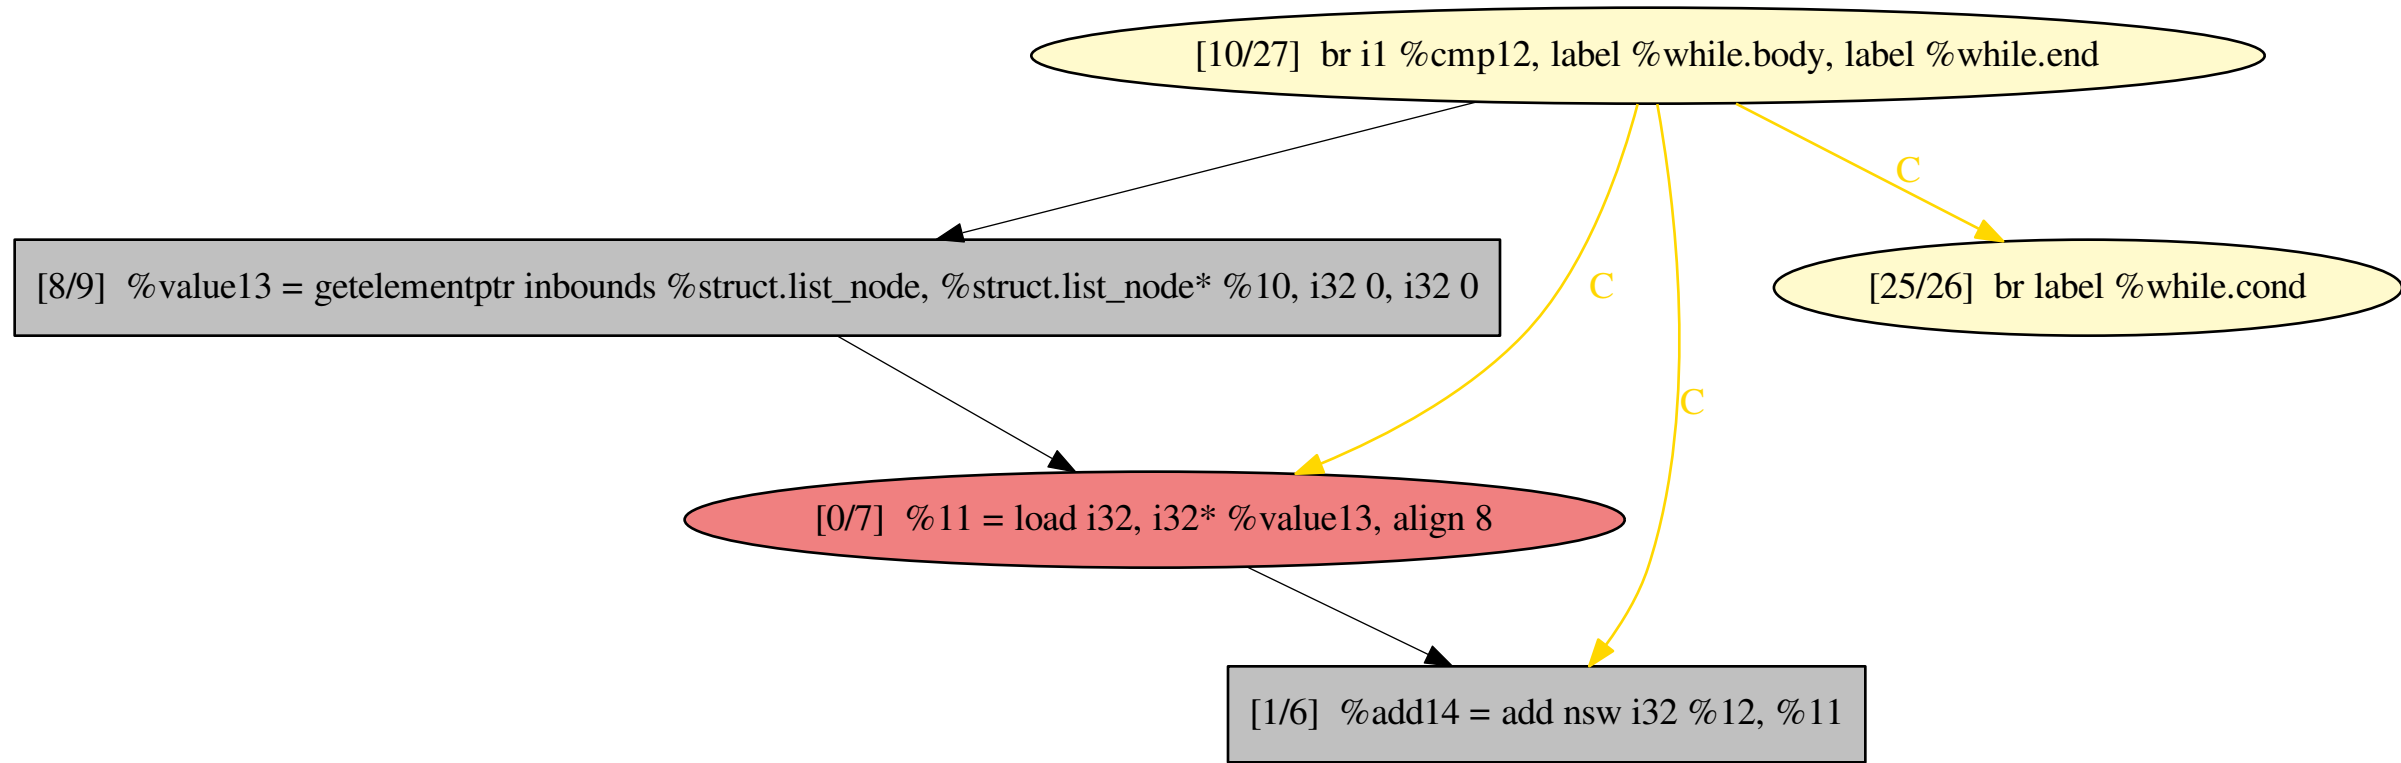 [10/27]  br i1 %cmp12, label %while.body, label %while.end
C
[8/9]  %value13 = getelementptr inbounds %struct.list_node, %struct.list_node* %10, i32 0, i32 0
C
[25/26]  br label %while.cond
C
[0/7]  %11 = load i32, i32* %value13, align 8
[1/6]  %add14 = add nsw i32 %12, %11